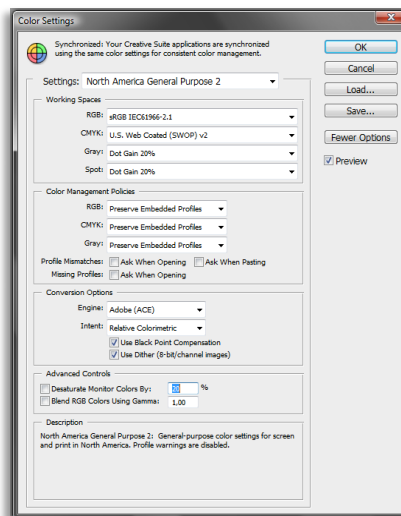 Color Settings
Synchronized: Your Creative Suite applications are synchronized
using the same color settings for consistent color management.
OK
Cancel
Load...
Save...
Fewer Options
Preview
Settings: North America General Purpose 2
Working Spaces
RGB: sRGB IEC61966-2.1
CMYK: U.S. Web Coated (SWOP) v2
Gray: Dot Gain 20%
Spot: Dot Gain 20%
Color Management Policies
RGB: Preserve Embedded Profiles
CMYK: Preserve Embedded Profiles
Gray: Preserve Embedded Profiles
Profile Mismatches: Ask When Opening Ask When Pasting
Missing Profiles: Ask When Opening
Conversion Options
Engine: Adobe (ACE)
Intent: Relative Colorimetric
Use Black Point Compensation
Use Dither (8-bit/channel images)
Advanced Controls
Desaturate Monitor Colors By: 20 %
Blend RGB Colors Using Gamma: 1,00
Description
North America General Purpose 2: General-purpose color settings for screen
and print in North America. Profile warnings are disabled.